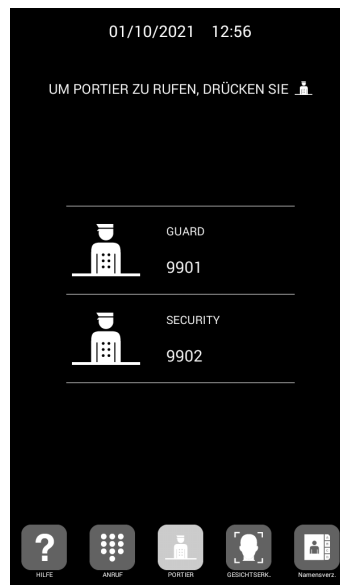 01/10/2021 12:56
UM PORTIER ZU RUFEN, DRÜCKEN SIE
GUARD
9901
SECURITY
9902
?
HILFE ANRUF PORTIER GESICHTSERK. Namensverz.